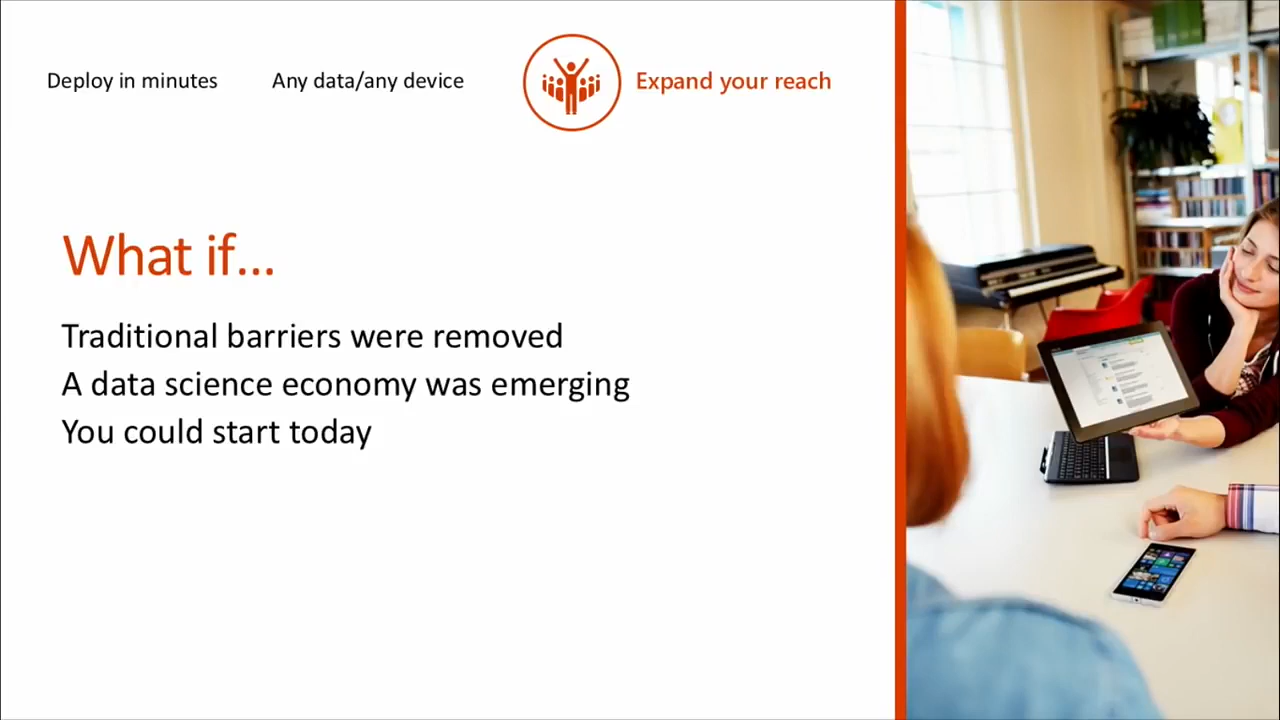 Deploy in minutes
Any data/any device
Expand your reach
What if...
Traditional barriers were removed
A data science economy was emerging
You could start today